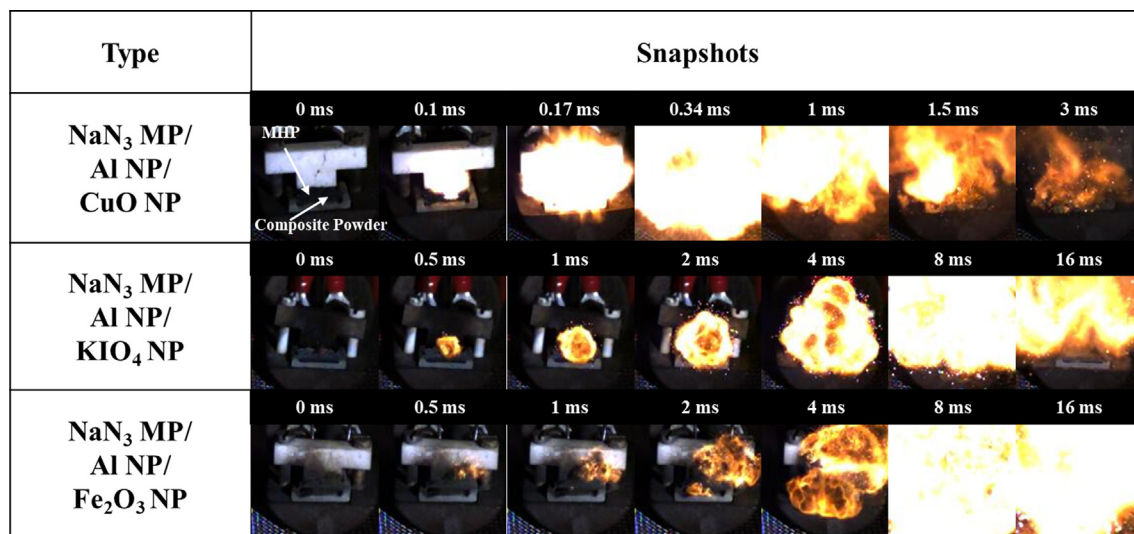 Type
Snapshots
NaN₃ MP/
Al NP/
CuO NP
0 ms 0.1 ms 0.17 ms 0.34 ms 1 ms 1.5 ms 3 ms
MHP
Composite Powder
NaN₃ MP/
Al NP/
KIO₄ NP
0 ms 0.5 ms 1 ms 2 ms 4 ms 8 ms 16 ms
NaN₃ MP/
Al NP/
Fe₂O₃ NP
0 ms 0.5 ms 1 ms 2 ms 4 ms 8 ms 16 ms